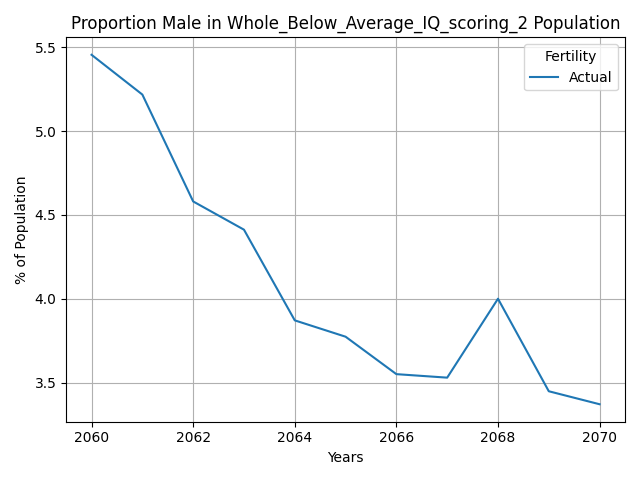 Proportion Male in Whole_Below_Average_IQ_scoring_2 Population
Fertility
Actual
5.5
5.0
4.5
4.0
3.5
% of Population
2060
2062
2064
2066
2068
2070
Years